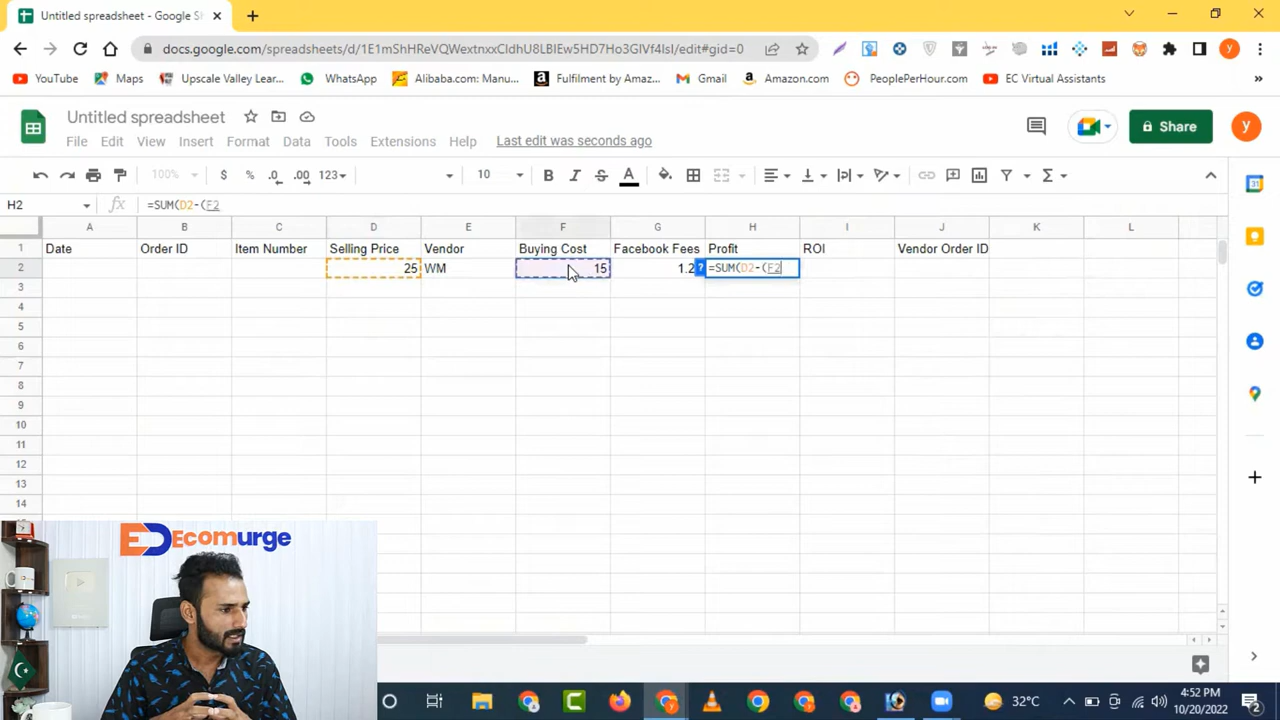 Untitled spreadsheet - Google S
docs.google.com/spreadsheets/d/1E1mShHReVQWextnxxCIdhU8LBIEw5HD7Ho3GIVf4lsI/edit#gid=0
YouTube Maps Upscale Valley Lear... WhatsApp Alibaba.com: Manu... Fulfilment by Amaz... Gmail Amazon.com PeoplePerHour.com EC Virtual Assistants »
Untitled spreadsheet
Share
y
File Edit View Insert Format Data Tools Extensions Help Last edit was seconds ago
100% $ % .0 .00 123 10 B I S A Σ
H2 fx =SUM(D2-(F2
A B C D E F G H I J K L
1 Date Order ID Item Number Selling Price Vendor Buying Cost Facebook Fees Profit ROI Vendor Order ID
2 25 WM 15 1.2 ? =SUM(D2-(F2
3
4
5
6
7
8
9
10
11
12
13
14
Ecomurge
32°C
4:52 PM
10/20/2022
2